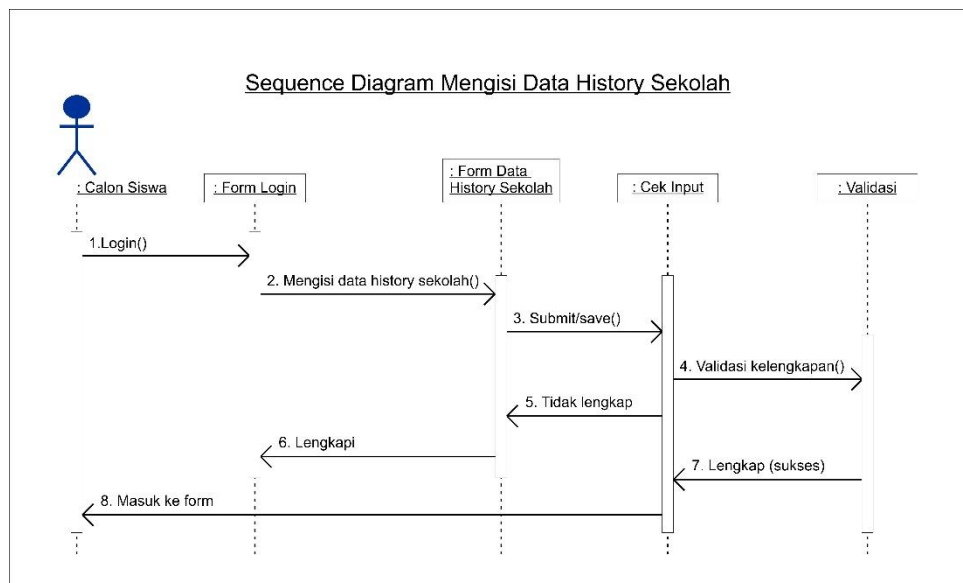 Sequence Diagram Mengisi Data History Sekolah
: Calon Siswa
: Form Login
: Form Data
History Sekolah
: Cek Input
: Validasi
1.Login()
2. Mengisi data history sekolah()
3. Submit/save()
4. Validasi kelengkapan()
5. Tidak lengkap
6. Lengkapi
7. Lengkap (sukses)
8. Masuk ke form